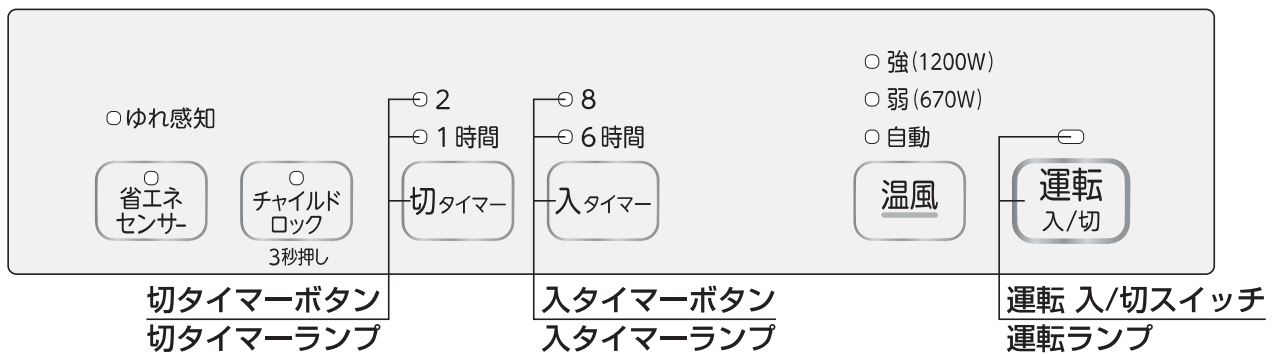 強(1200W)
2
8
弱(670W)
ゆれ感知
1時間
6時間
自動
省エネ
センサー
チャイルド
ロック
3秒押し
切タイマー
入タイマー
温風
運転
入/切
切タイマーボタン
切タイマーランプ
入タイマーボタン
入タイマーランプ
運転 入/切スイッチ
運転ランプ